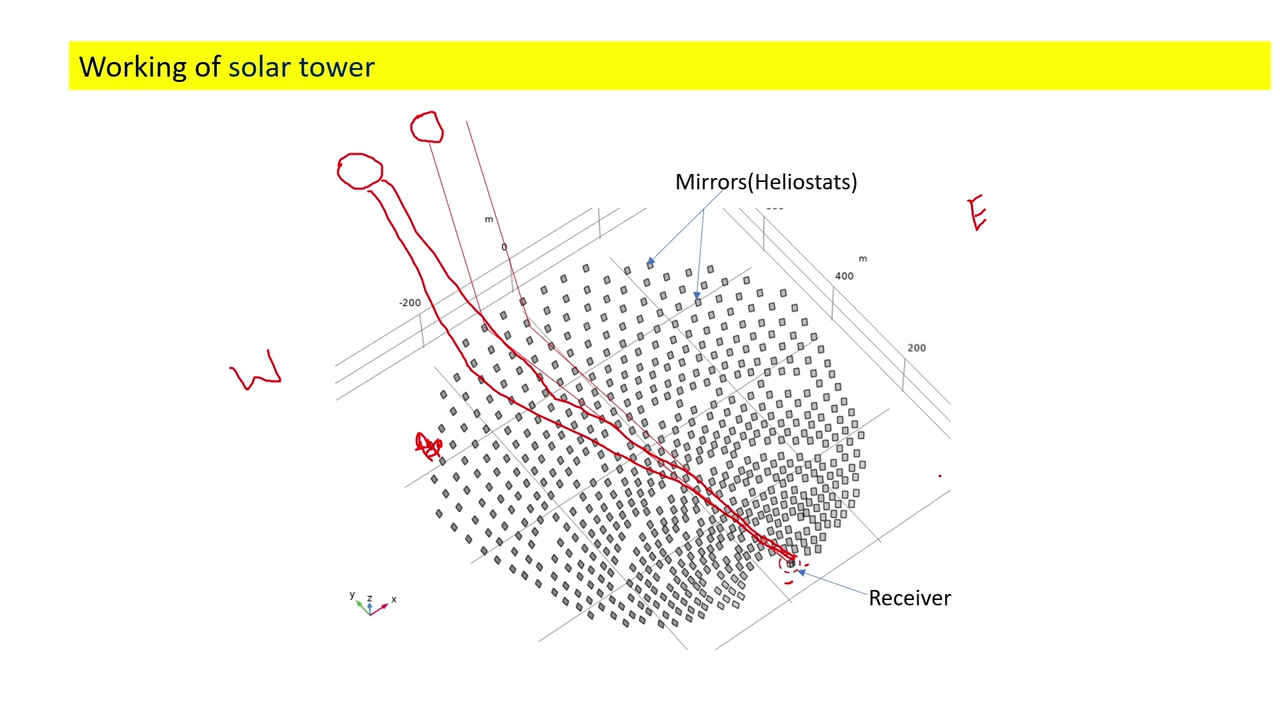 Working of solar tower
Mirrors(Heliostats)
E
m
0
m
400
-200
200
W
y
z
x
Receiver